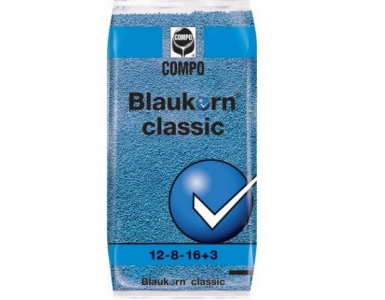 COMPO
COMPO
Blaukorn®
classic
12-8-16+3
Blaukorn® classic